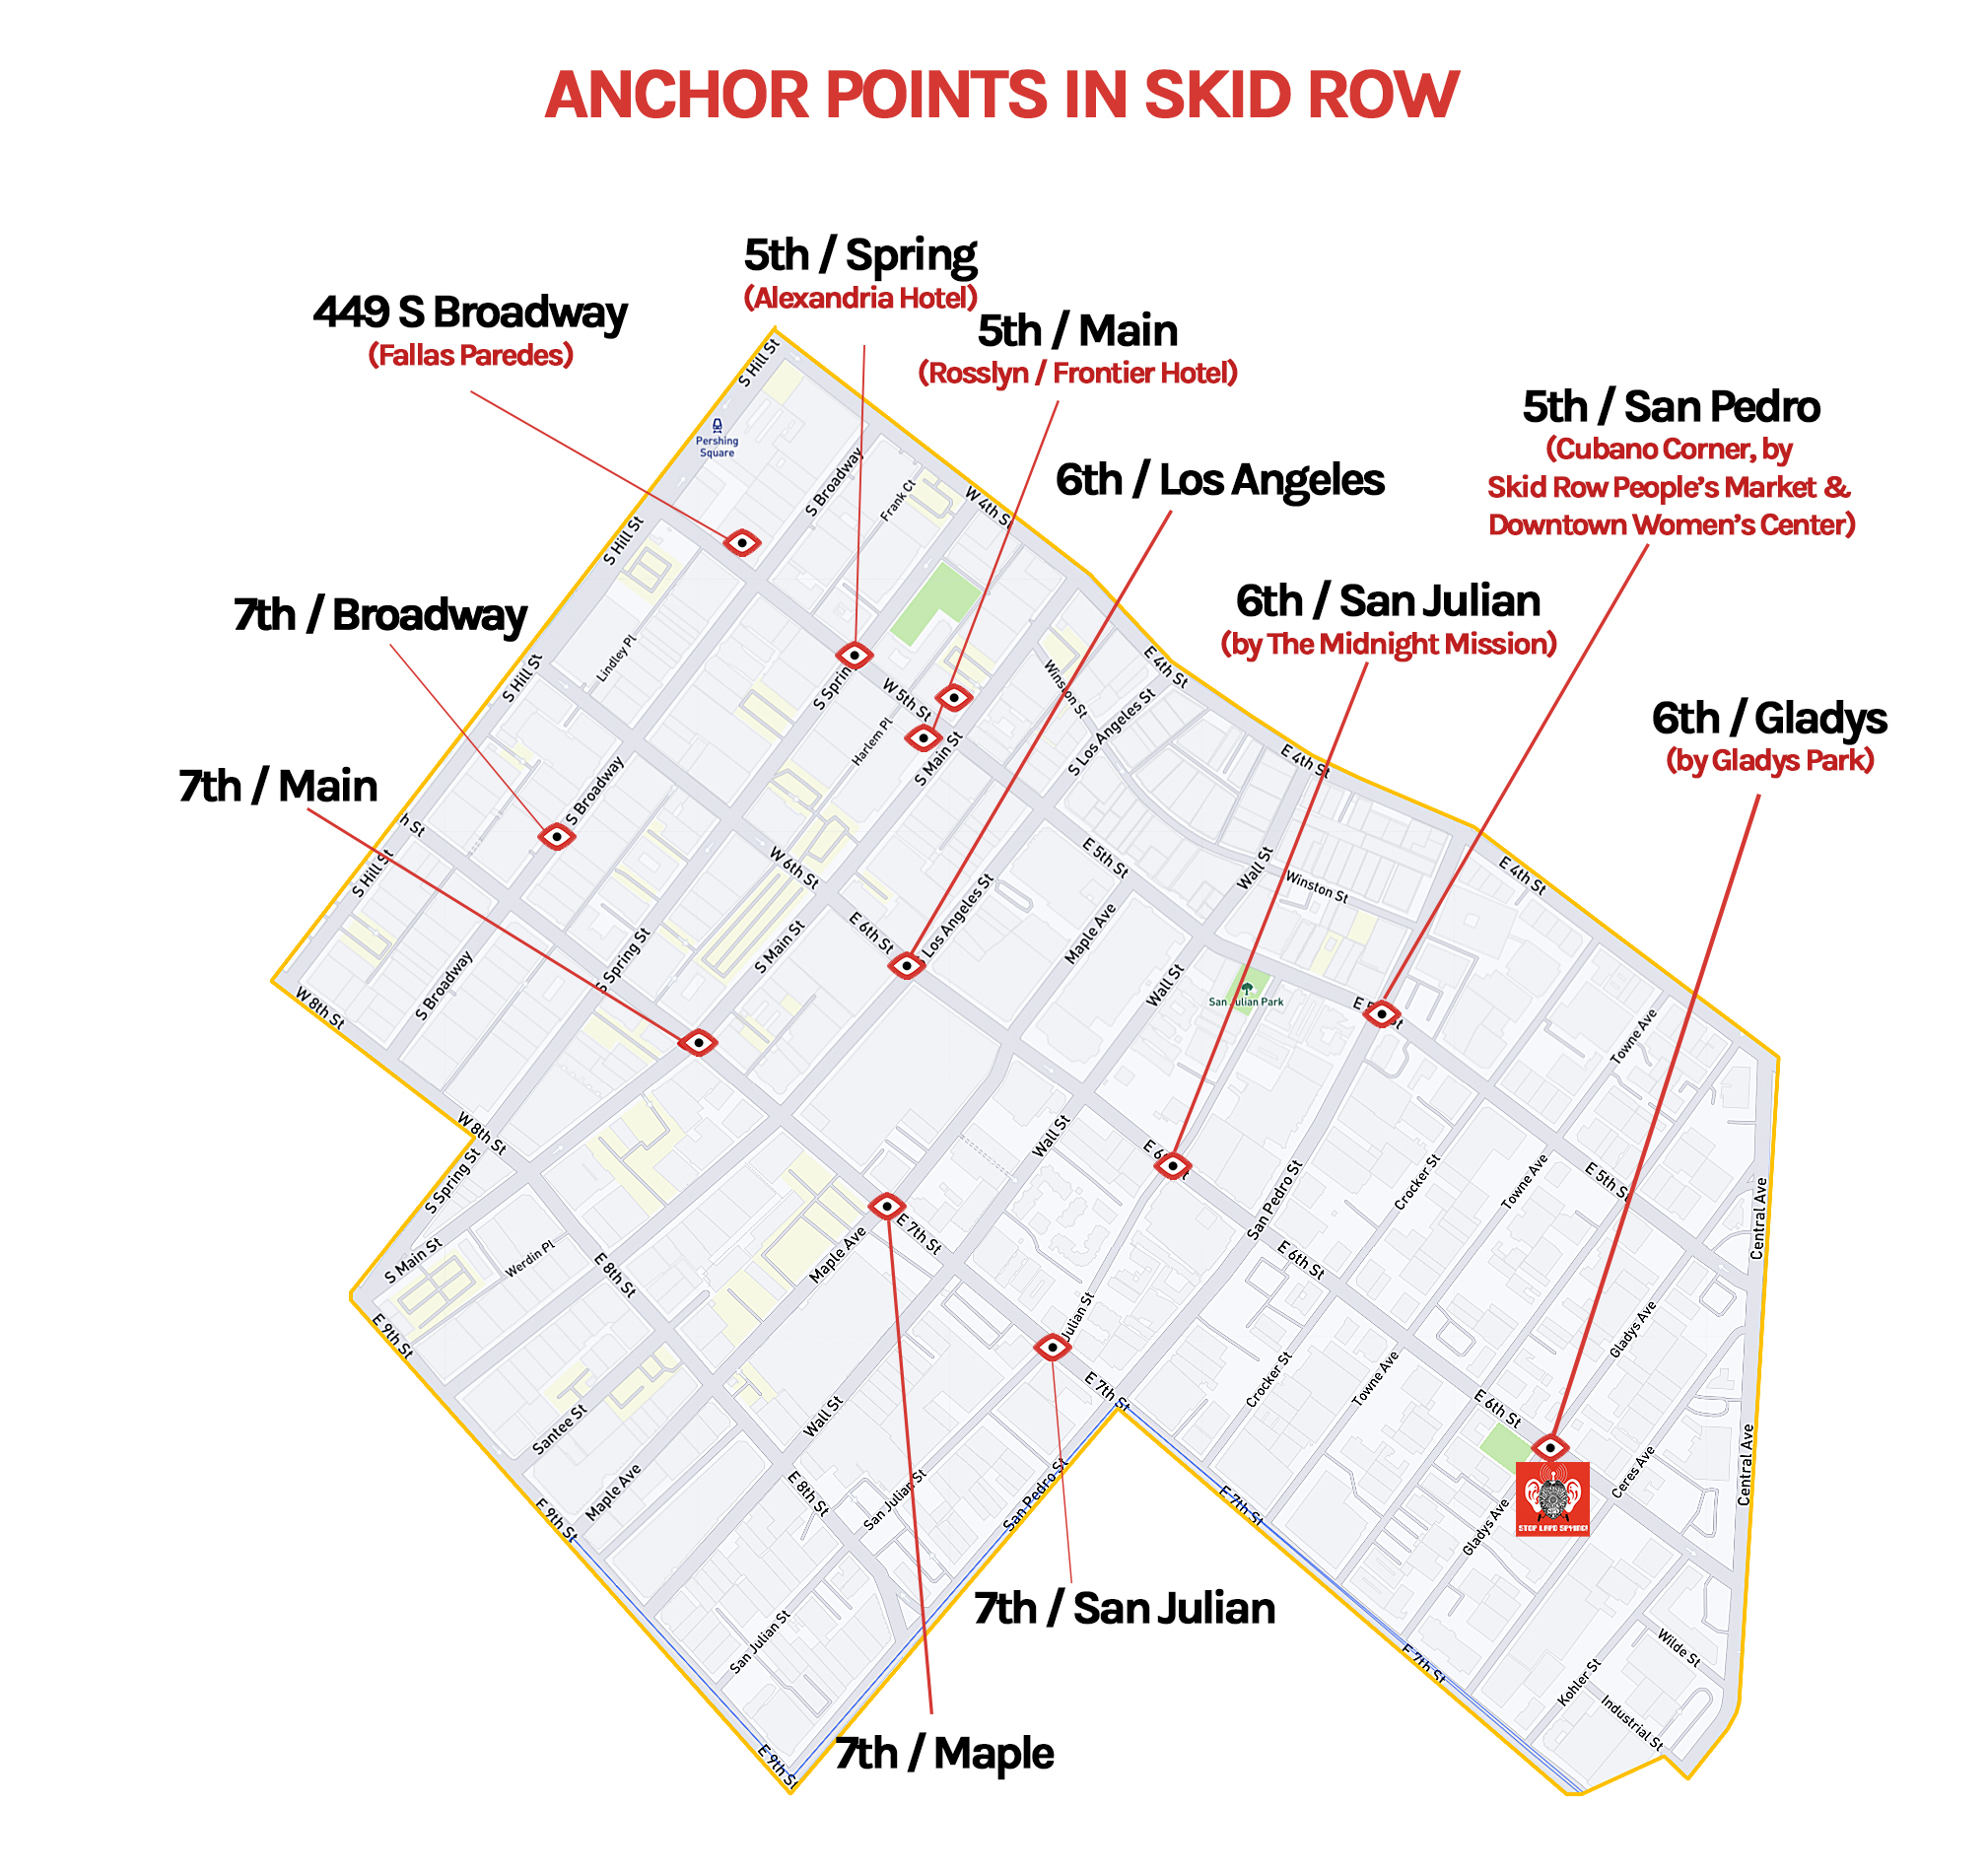 ANCHOR POINTS IN SKID ROW
5th / Spring
(Alexandria Hotel)
449 S Broadway
(Fallas Paredes)
5th / Main
(Rosslyn / Frontier Hotel)
5th / San Pedro
(Cubano Corner, by
Skid Row People's Market &
Downtown Women's Center)
6th / Los Angeles
6th / San Julian
(by The Midnight Mission)
7th / Broadway
6th / Gladys
(by Gladys Park)
7th / Main
7th / San Julian
7th / Maple
S Hill St
Pershing
Square
S Broadway
Frank Ct
W 4th St
S Hill St
Lindley Pl
S Hill St
S Spring
W 5th St
Harlem Pl
S Main St
Winston St
E 4th St
S Los Angeles St
E 4th St
S Broadway
h St
S Hill St
W 6th St
E 6th St
S Main St
S Los Angeles St
E 5th St
Maple Ave
Wall St
Winston St
E 4th St
S Spring St
S Broadway
W 8th St
Wall St
San Julian Park
E 5th St
Towne Ave
W 8th St
S Spring St
S Main St
Werdin Pl
E 8th St
E 9th St
Wall St
E 6th St
San Pedro St
Crocker St
Towne Ave
E 5th St
Central Ave
Maple Ave
E 7th St
E 6th St
Gladys Ave
Julian St
E 7th St
Crocker St
Towne Ave
E 6th St
Santee St
Maple Ave
Wall St
E 8th St
San Julian St
San Pedro St
E 7th St
Gladys Ave
Ceres Ave
Central Ave
STOP LAPD SPYING!
E 9th St
San Julian St
E 9th St
E 7th St
Kohler St
Wilde St
Industrial St